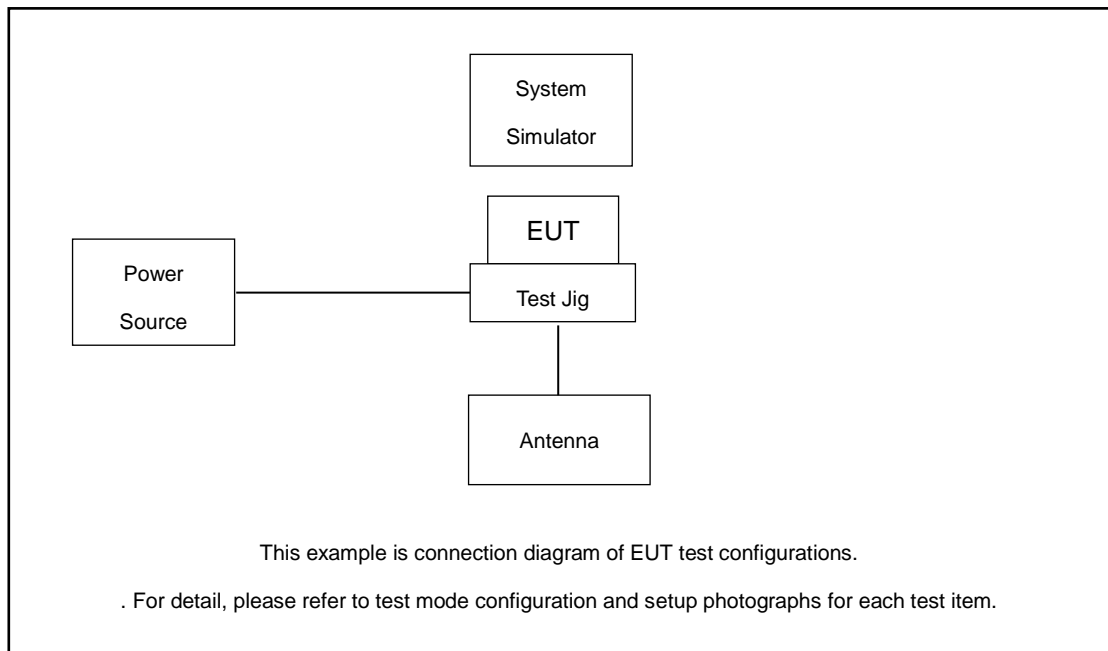 System
Simulator
EUT
Power
Source
Test Jig
Antenna
This example is connection diagram of EUT test configurations.
. For detail, please refer to test mode configuration and setup photographs for each test item.